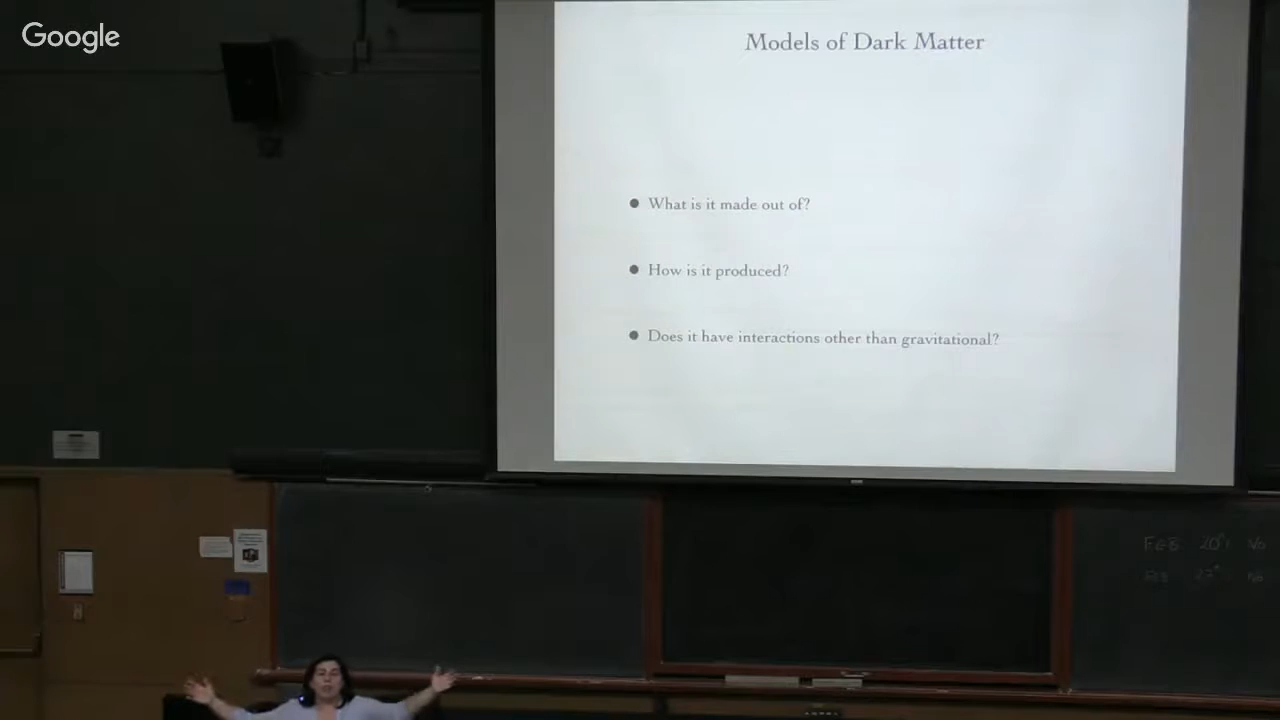 Google
Models of Dark Matter
• What is it made out of?
• How is it produced?
• Does it have interactions other than gravitational?